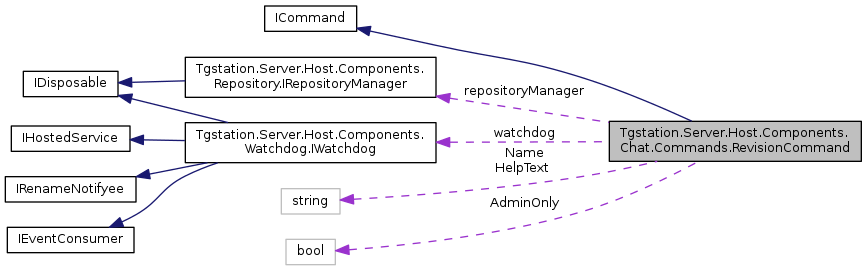 ICommand
Tgstation.Server.Host.Components.
Repository.IRepositoryManager
IDisposable
repositoryManager
IHostedService
Tgstation.Server.Host.Components.
Watchdog.IWatchdog
watchdog
Tgstation.Server.Host.Components.
Chat.Commands.RevisionCommand
Name
HelpText
IRenameNotifyee
string
AdminOnly
IEventConsumer
bool